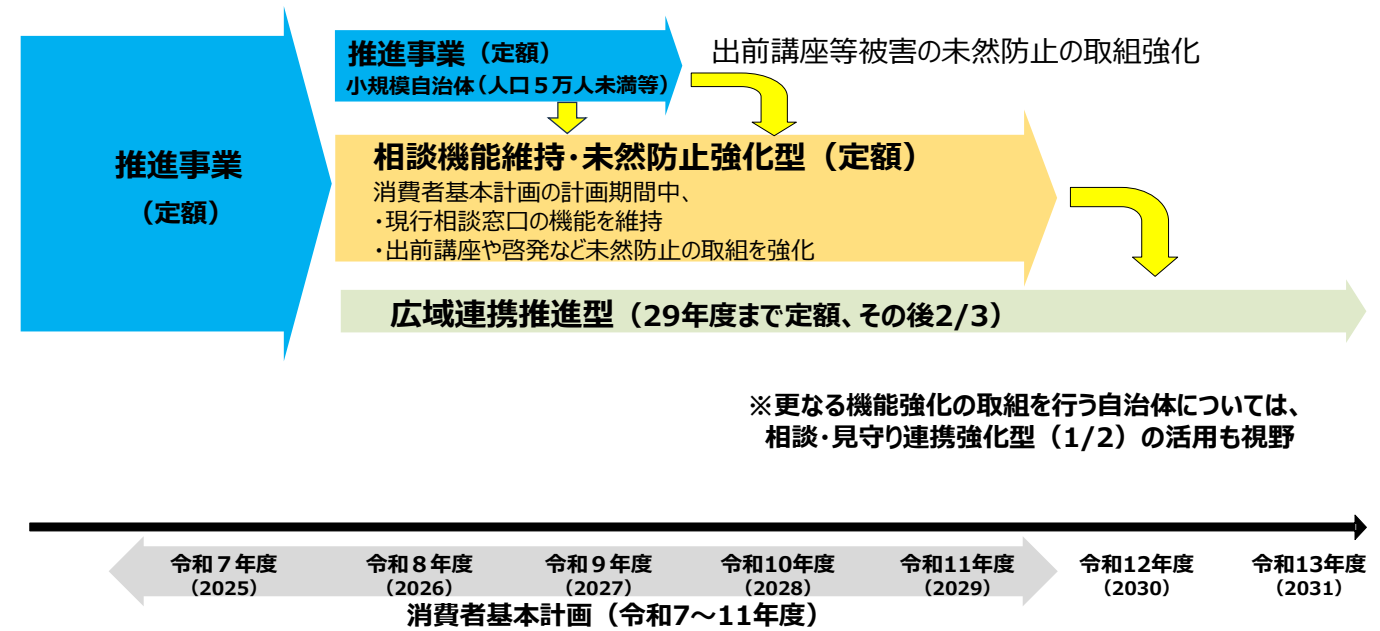 推進事業
（定額）
推進事業（定額）
小規模自治体（人口５万人未満等）
出前講座等被害の未然防止の取組強化
相談機能維持・未然防止強化型（定額）
消費者基本計画の計画期間中、
・現行相談窓口の機能を維持
・出前講座や啓発など未然防止の取組を強化
広域連携推進型（29年度まで定額、その後2/3）
※更なる機能強化の取組を行う自治体については、
相談・見守り連携強化型（1/2）の活用も視野
令和７年度 令和８年度 令和９年度 令和10年度 令和11年度 令和12年度 令和13年度
（2025） （2026） （2027） （2028） （2029） （2030） （2031）
消費者基本計画（令和7～11年度）